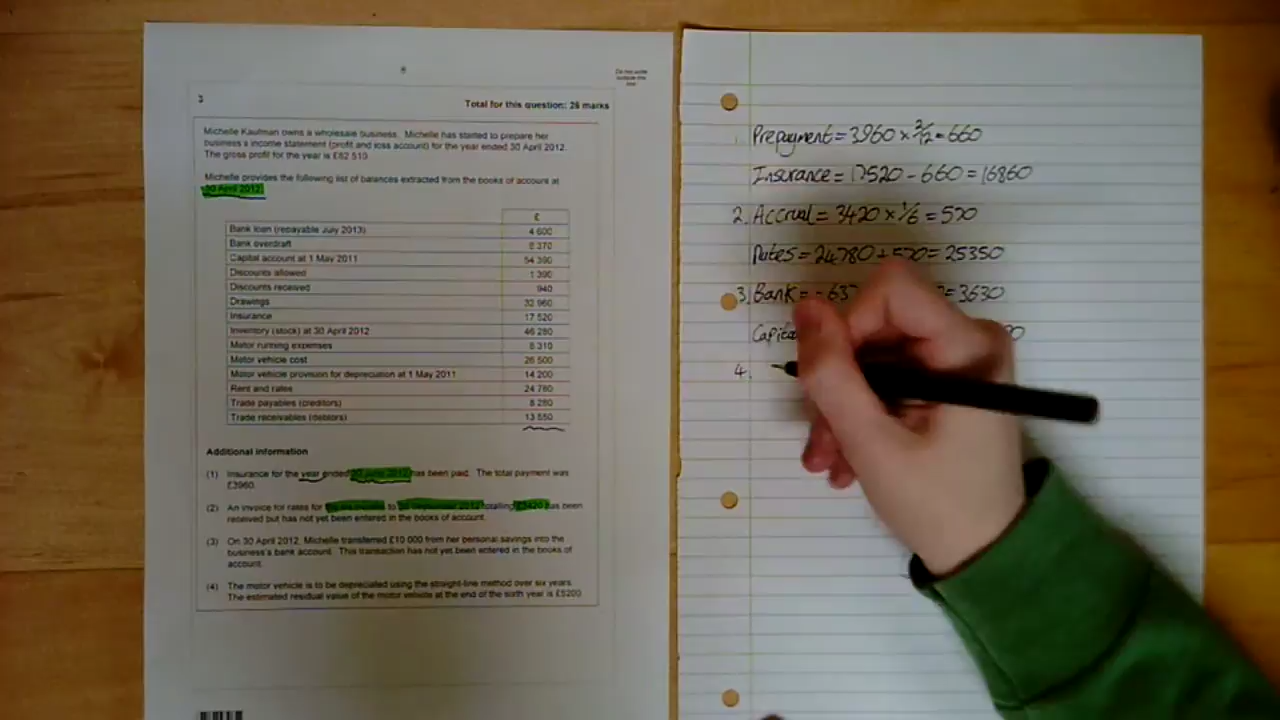 Do not write
outside the
box
3
Total for this question: 26 marks
Michelle Kaufman owns a wholesale business. Michelle has started to prepare her
business's income statement (profit and loss account) for the year ended 30 April 2012.
The gross profit for the year is £82 510
Michelle provides the following list of balances extracted from the books of account at
30 April 2012.
£
Bank loan (repayable July 2013) 4 600
Bank overdraft 6 370
Capital account at 1 May 2011 54 390
Discounts allowed 1 390
Discounts received 940
Drawings 32 960
Insurance 17 520
Inventory (stock) at 30 April 2012 46 280
Motor running expenses 8 310
Motor vehicle cost 26 500
Motor vehicle provision for depreciation at 1 May 2011 14 200
Rent and rates 24 780
Trade payables (creditors) 8 280
Trade receivables (debtors) 13 550
Additional information
(1) Insurance for the year ended 30 June 2012 has been paid. The total payment was
£3960.
(2) An invoice for rates for to 30 September 2012 totalling £3420 has been
received but has not yet been entered in the books of account.
(3) On 30 April 2012, Michelle transferred £10 000 from her personal savings into the
business's bank account. This transaction has not yet been entered in the books of
account.
(4) The motor vehicle is to be depreciated using the straight-line method over six years.
The estimated residual value of the motor vehicle at the end of the sixth year is £5200
1. Prepayment = 3960 × 2/12 = 660
Insurance = 17520 - 660 = 16860
2. Accrual = 3420 × 1/6 = 570
Rates = 24780 + 570 = 25350
3. Bank = -637 = 3630
4.